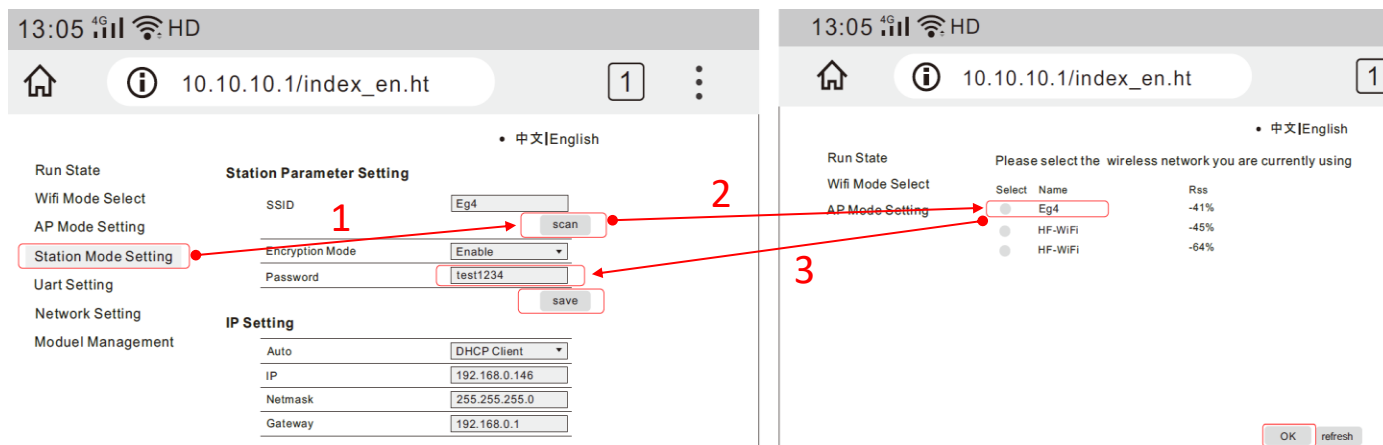 13:05 4G HD
10.10.10.1/index_en.ht 1
• 中文|English
Run State
Wifi Mode Select
AP Mode Setting
Station Mode Setting
Uart Setting
Network Setting
Moduel Management
Station Parameter Setting
SSID Eg4
scan
Encryption Mode Enable
Password test1234
save
IP Setting
Auto DHCP Client
IP 192.168.0.146
Netmask 255.255.255.0
Gateway 192.168.0.1
1
2
3
13:05 4G HD
10.10.10.1/index_en.ht 1
• 中文|English
Run State
Wifi Mode Select
AP Mode Setting
Please select the wireless network you are currently using
Select Name Rss
Eg4 -41%
HF-WiFi -45%
HF-WiFi -64%
OK refresh